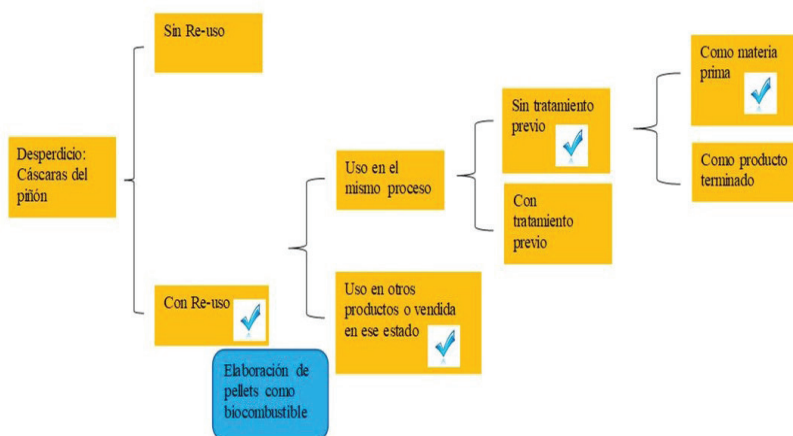 Sin Re-uso
Desperdicio:
Cáscaras del
piñón
Con Re-uso
Elaboración de
pellets como
biocombustible
Uso en el
mismo proceso
Uso en otros
productos o vendida
en ese estado
Sin tratamiento
previo
Con
tratamiento
previo
Como materia
prima
Como producto
terminado